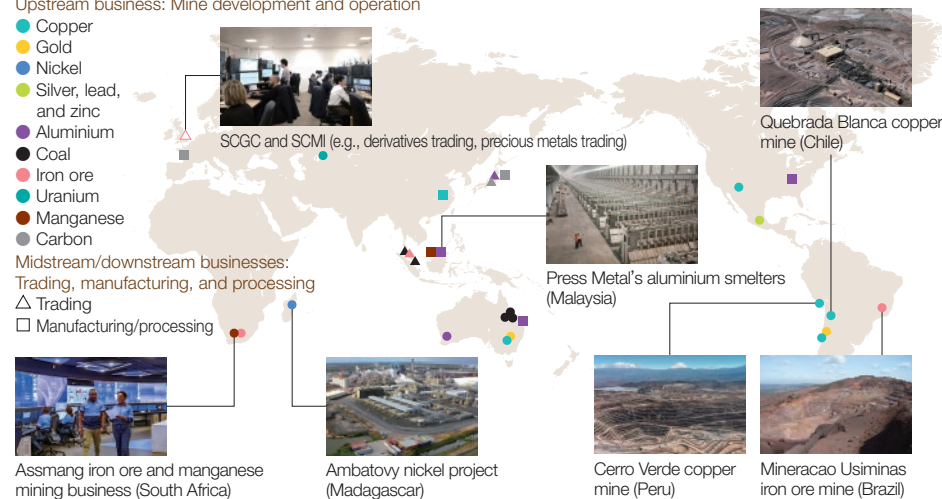 Upstream business: Mine development and operation
Copper
Gold
Nickel
Silver, lead,
and zinc
Aluminium
Coal
Iron ore
Uranium
Manganese
Carbon
Midstream/downstream businesses:
Trading, manufacturing, and processing
Trading
Manufacturing/processing
SCGC and SCMI (e.g., derivatives trading, precious metals trading)
Quebrada Blanca copper
mine (Chile)
Press Metal's aluminium smelters
(Malaysia)
Assmang iron ore and manganese
mining business (South Africa)
Ambatovy nickel project
(Madagascar)
Cerro Verde copper
mine (Peru)
Mineracao Usiminas
iron ore mine (Brazil)